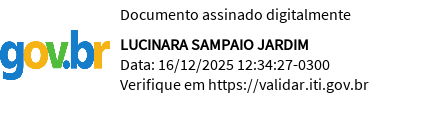 Documento assinado digitalmente
gov.br
LUCINARA SAMPAIO JARDIM
Data: 16/12/2025 12:34:27-0300
Verifique em https://validar.iti.gov.br